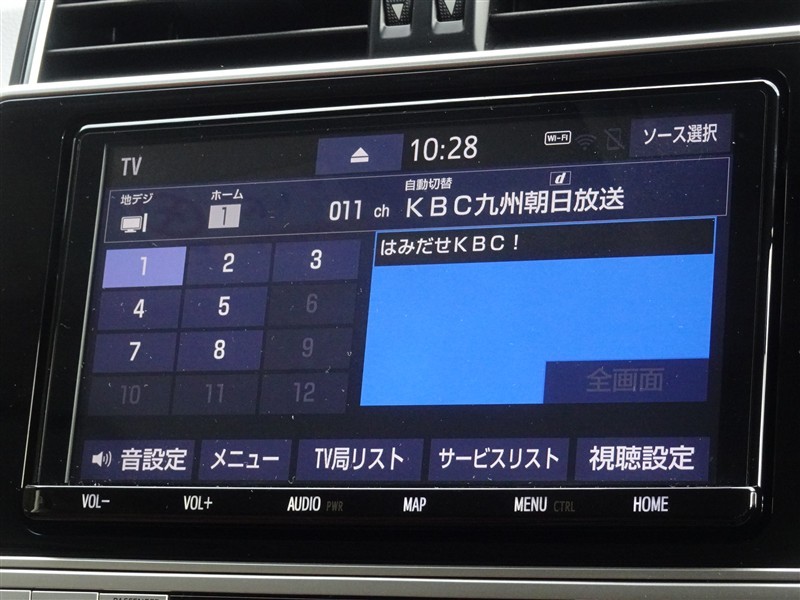 TV
10:28
Wi-Fi
ソース選択
地デジ
ホーム
1
011 ch
自動切替 d
KBC九州朝日放送
はみだせKBC!
1 2 3
4 5 6
7 8 9
10 11 12
全画面
音設定 メニュー TV局リスト サービスリスト 視聴設定
VOL- VOL+ AUDIO PWR MAP MENU CTRL HOME